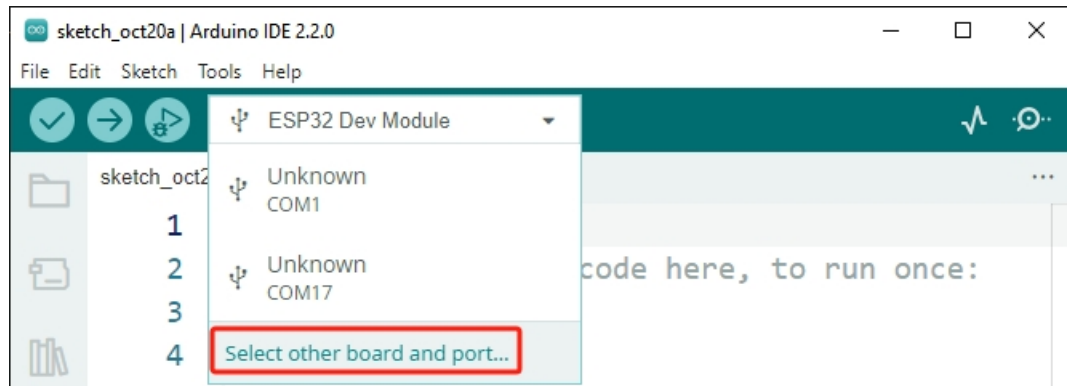 sketch_oct20a | Arduino IDE 2.2.0
File Edit Sketch Tools Help
ESP32 Dev Module
sketch_oct2
Unknown
COM1
1
Unknown
COM17
2 code here, to run once:
3
4
Select other board and port...